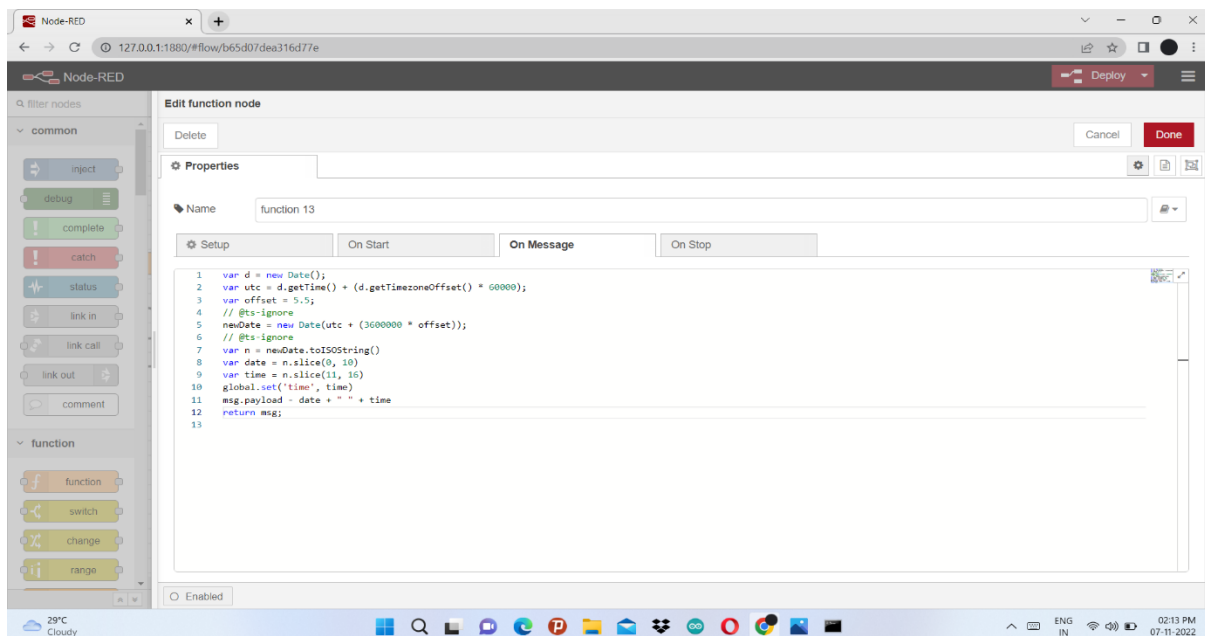 Node-RED
127.0.0.1:1880/#flow/b65d07dea316d77e
Node-RED
Deploy
filter nodes
Edit function node
common
Delete
Cancel
Done
inject
Properties
debug
Name
function 13
complete
Setup
On Start
On Message
On Stop
catch
status
link in
link call
link out
comment
1 var d = new Date();
2 var utc = d.getTime() + (d.getTimezoneOffset() * 60000);
3 var offset = 5.5;
4 // @ts-ignore
5 newDate = new Date(utc + (3600000 * offset));
6 // @ts-ignore
7 var n = newDate.toISOString()
8 var date = n.slice(0, 10)
9 var time = n.slice(11, 16)
10 global.set('time', time)
11 msg.payload - date + " " + time
12 return msg;
13
function
function
switch
change
range
Enabled
29°C
Cloudy
ENG
IN
02:13 PM
07-11-2022